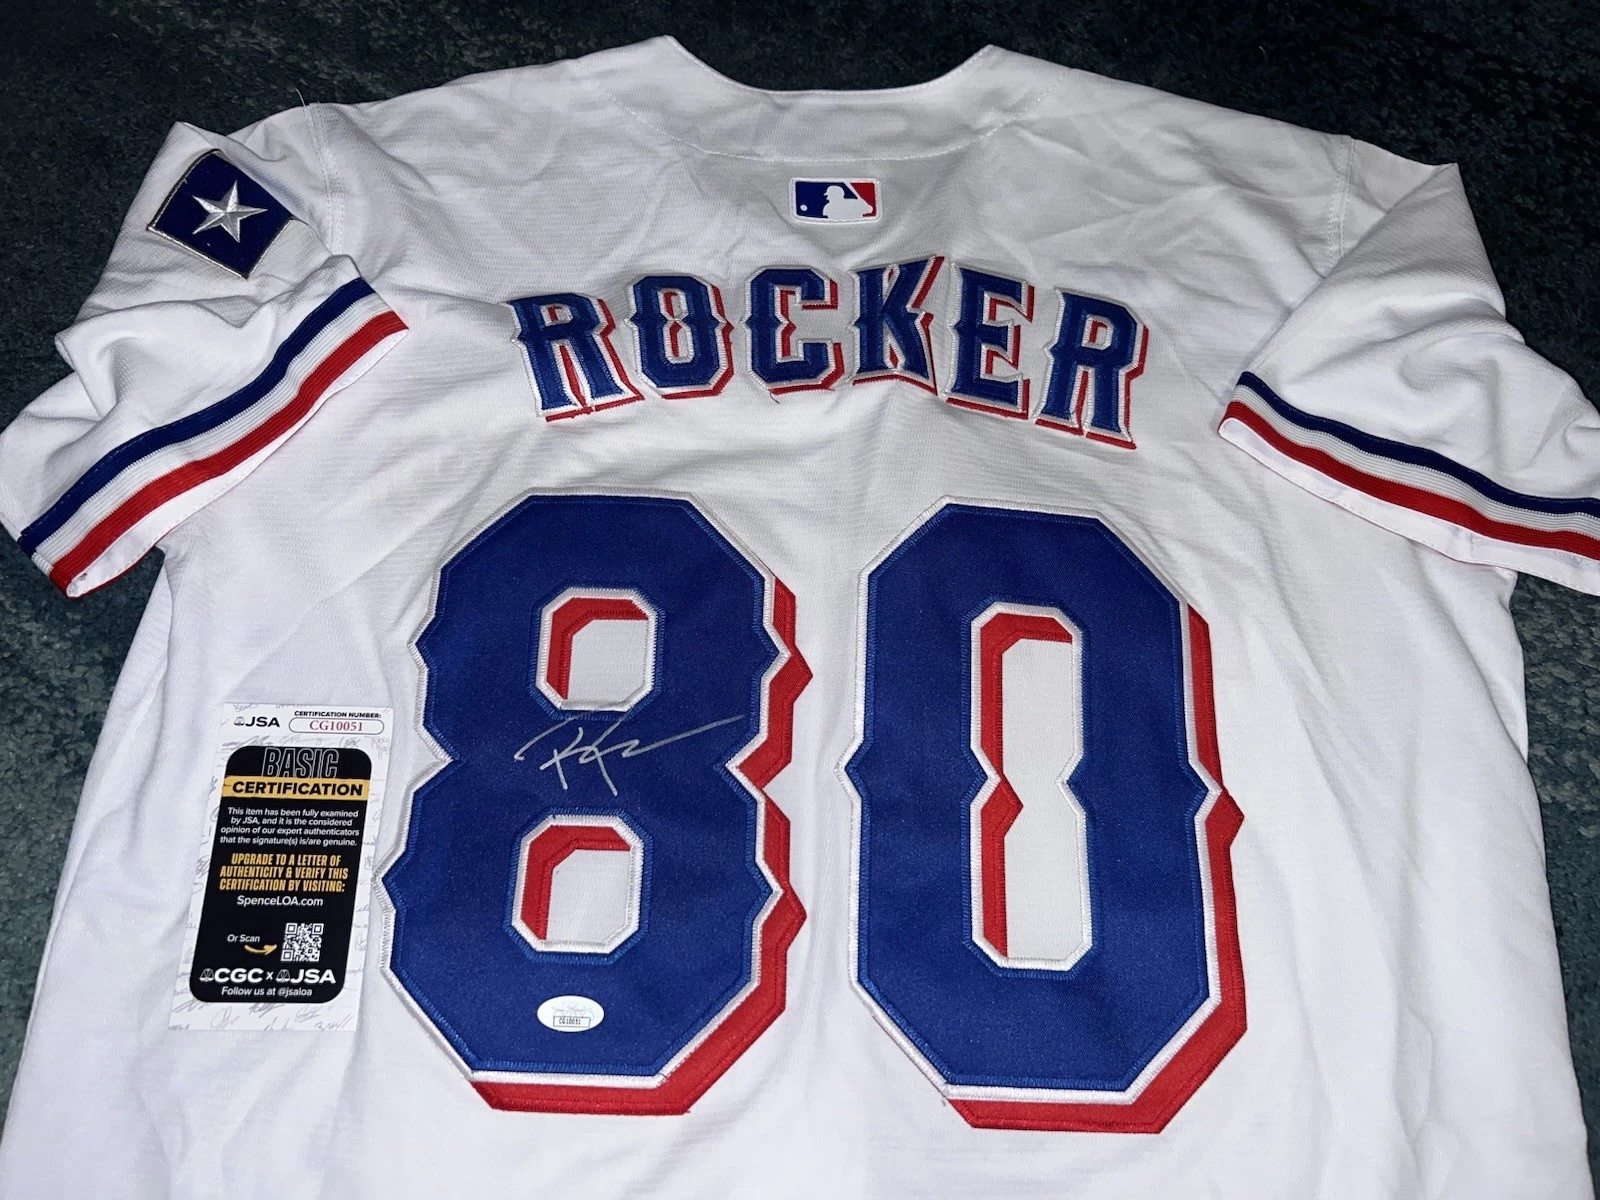 ROCKER
80
JSA
CERTIFICATION NUMBER:
CG10051
BASIC
CERTIFICATION
This item has been fully examined
by JSA, and it is the considered
opinion of our expert authenticators
that the signature(s) is/are genuine.
UPGRADE TO A LETTER OF
AUTHENTICITY & VERIFY THIS
CERTIFICATION BY VISITING:
SpenceLOA.com
Or Scan
CGC x JSA
Follow us at @jsaloa
CG10051